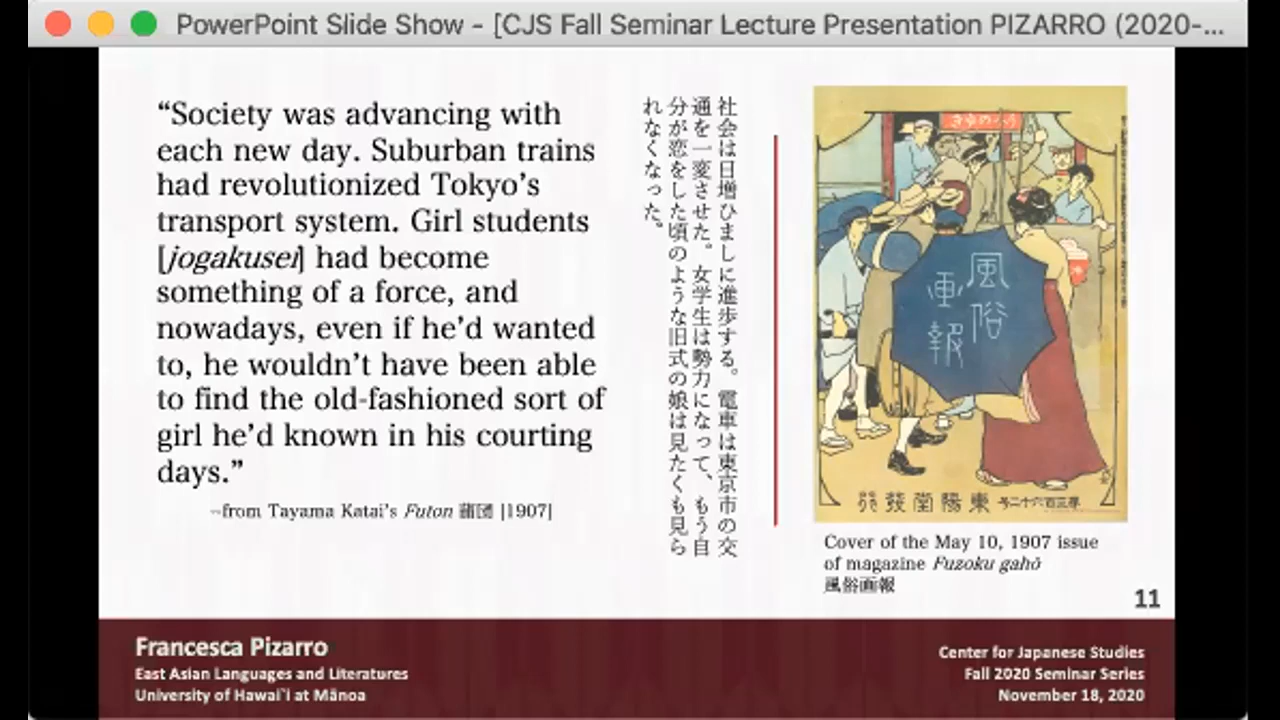 PowerPoint Slide Show - [CJS Fall Seminar Lecture Presentation PIZARRO (2020-...
“Society was advancing with
each new day. Suburban trains
had revolutionized Tokyo’s
transport system. Girl students
[jogakusei] had become
something of a force, and
nowadays, even if he’d wanted
to, he wouldn’t have been able
to find the old-fashioned sort of
girl he’d known in his courting
days.”
--from Tayama Katai’s Futon 蒲団 [1907]
社会は日増ひましに進歩する。電車は東京市の交
通を一変させた。女学生は勢力になって、もう自
分が恋をした頃のような旧式の娘は見たくも見ら
れなくなった。
風俗
画報
東陽堂發
第三百六十二号
Cover of the May 10, 1907 issue
of magazine Fuzoku gahō
風俗画報
11
Francesca Pizarro
East Asian Languages and Literatures
University of Hawai`i at Mānoa
Center for Japanese Studies
Fall 2020 Seminar Series
November 18, 2020